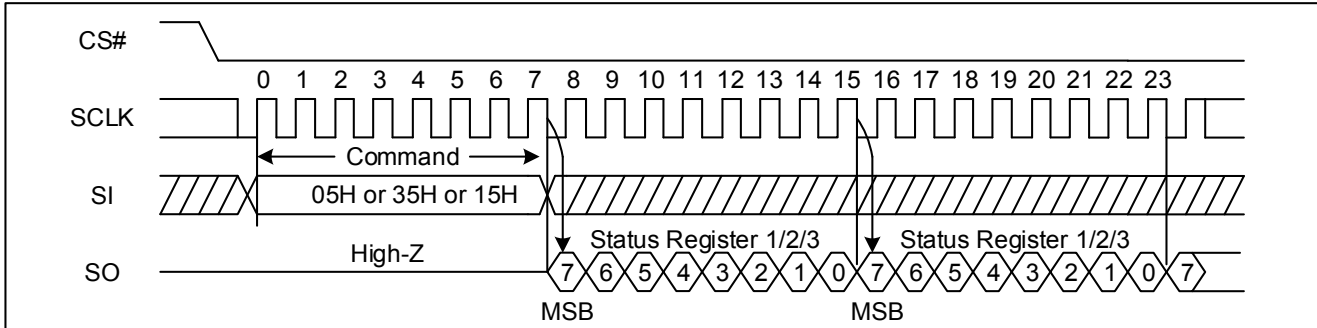 CS#
0 1 2 3 4 5 6 7 8 9 10 11 12 13 14 15 16 17 18 19 20 21 22 23
SCLK
Command
SI
05H or 35H or 15H
High-Z
Status Register 1/2/3 Status Register 1/2/3
SO
7 6 5 4 3 2 1 0 7 6 5 4 3 2 1 0 7
MSB MSB